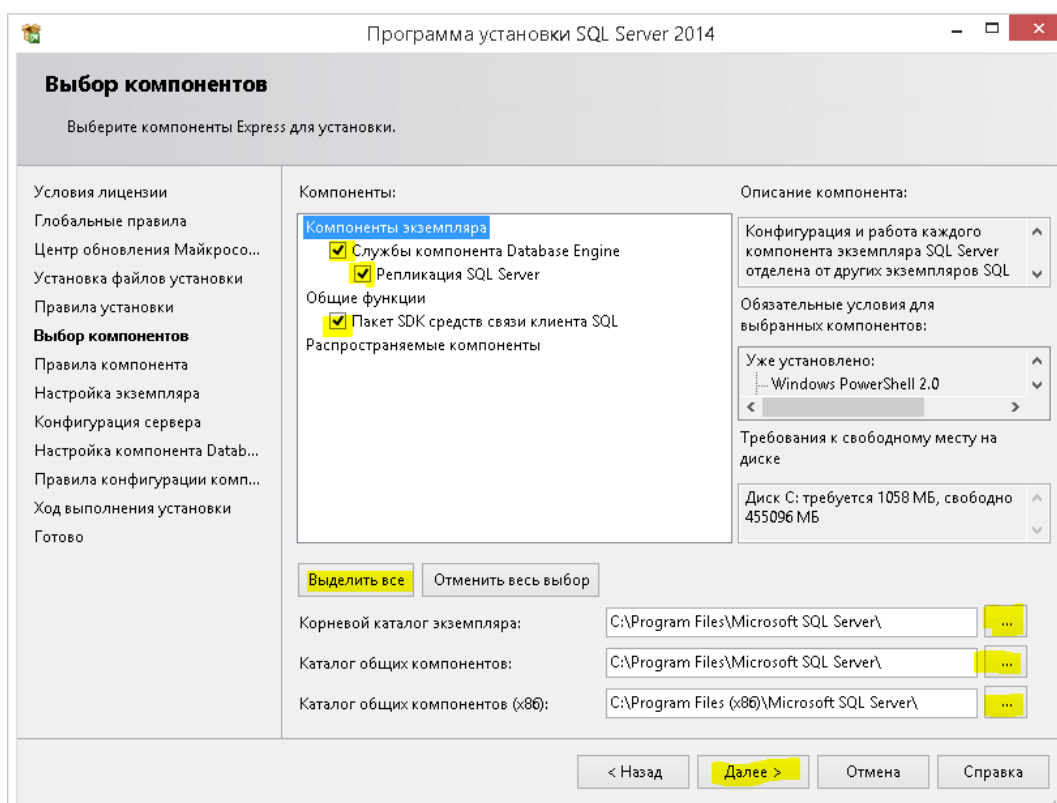 Программа установки SQL Server 2014
Выбор компонентов
Выберите компоненты Express для установки.
Условия лицензии
Глобальные правила
Центр обновления Майкросо...
Установка файлов установки
Правила установки
Выбор компонентов
Правила компонента
Настройка экземпляра
Конфигурация сервера
Настройка компонента Datab...
Правила конфигурации комп...
Ход выполнения установки
Готово
Компоненты:
Компоненты экземпляра
Службы компонента Database Engine
Репликация SQL Server
Общие функции
Пакет SDK средств связи клиента SQL
Распространяемые компоненты
Описание компонента:
Конфигурация и работа каждого
компонента экземпляра SQL Server
отделена от других экземпляров SQL
Обязательные условия для
выбранных компонентов:
Уже установлено:
Windows PowerShell 2.0
Требования к свободному месту на
диске
Диск C: требуется 1058 МБ, свободно
455096 МБ
Выделить все
Отменить весь выбор
Корневой каталог экземпляра:
C:\Program Files\Microsoft SQL Server\
...
Каталог общих компонентов:
C:\Program Files\Microsoft SQL Server\
...
Каталог общих компонентов (x86):
C:\Program Files (x86)\Microsoft SQL Server\
...
< Назад
Далее >
Отмена
Справка